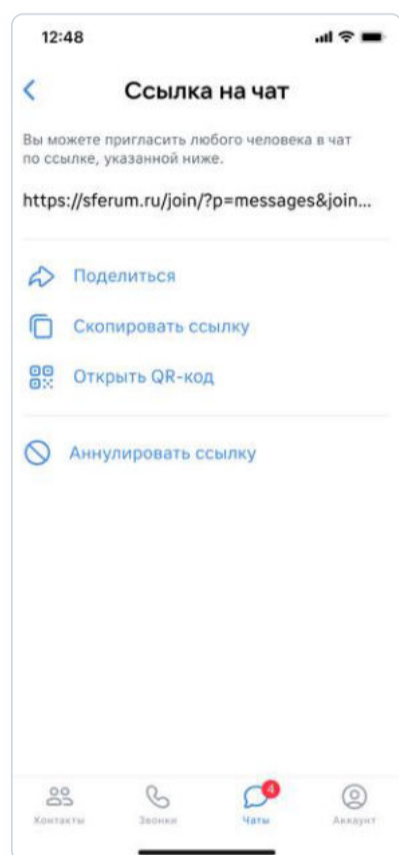 12:48
Ссылка на чат
Вы можете пригласить любого человека в чат
по ссылке, указанной ниже.
https://sferum.ru/join/?p=messages&join...
Поделиться
Скопировать ссылку
Открыть QR-код
Аннулировать ссылку
4
Контакты Звонки Чаты Аккаунт